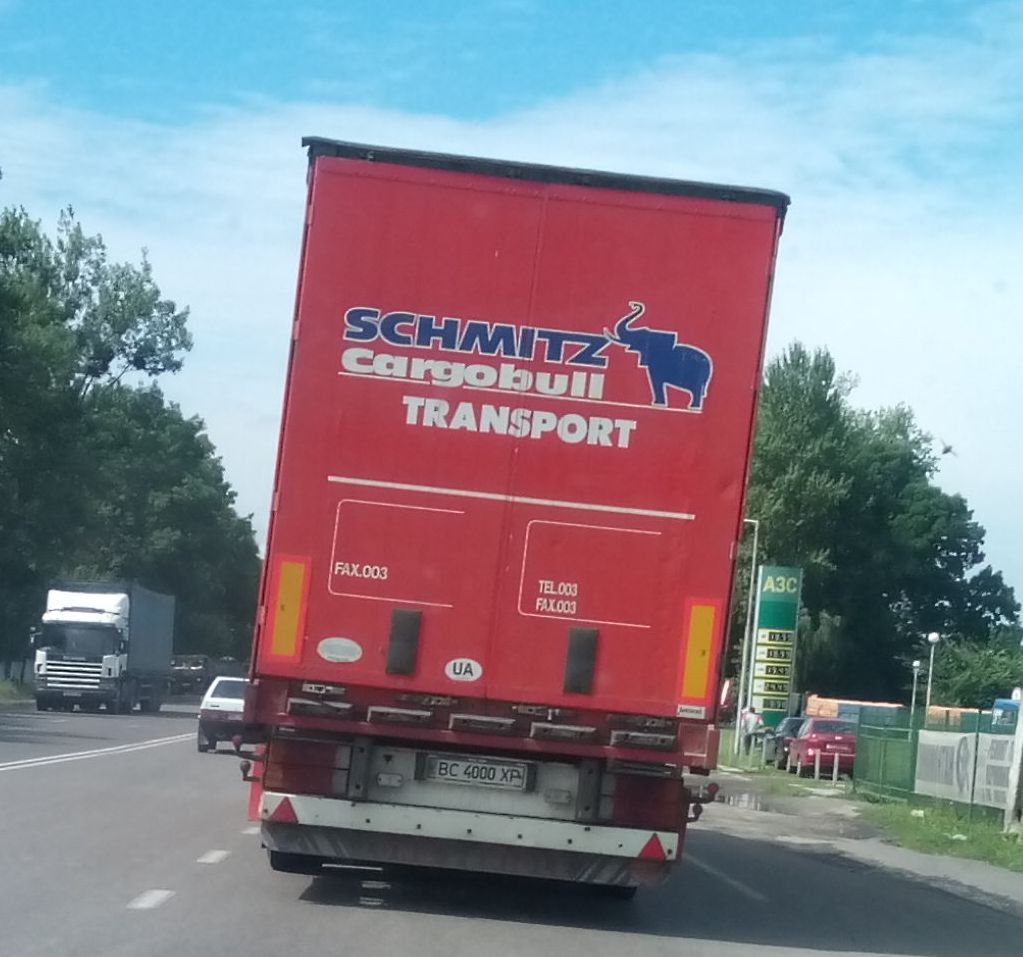 SCHMITZ
Cargobull
TRANSPORT
FAX.003
TEL.003
FAX.003
UA
BC 4000 XP
АЗС